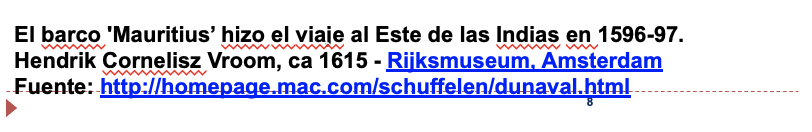 El barco 'Mauritius’ hizo el viaje al Este de las Indias en 1596-97.
Hendrik Cornelisz Vroom, ca 1615 - Rijksmuseum, Amsterdam
Fuente: http://homepage.mac.com/schuffelen/dunaval.html
8